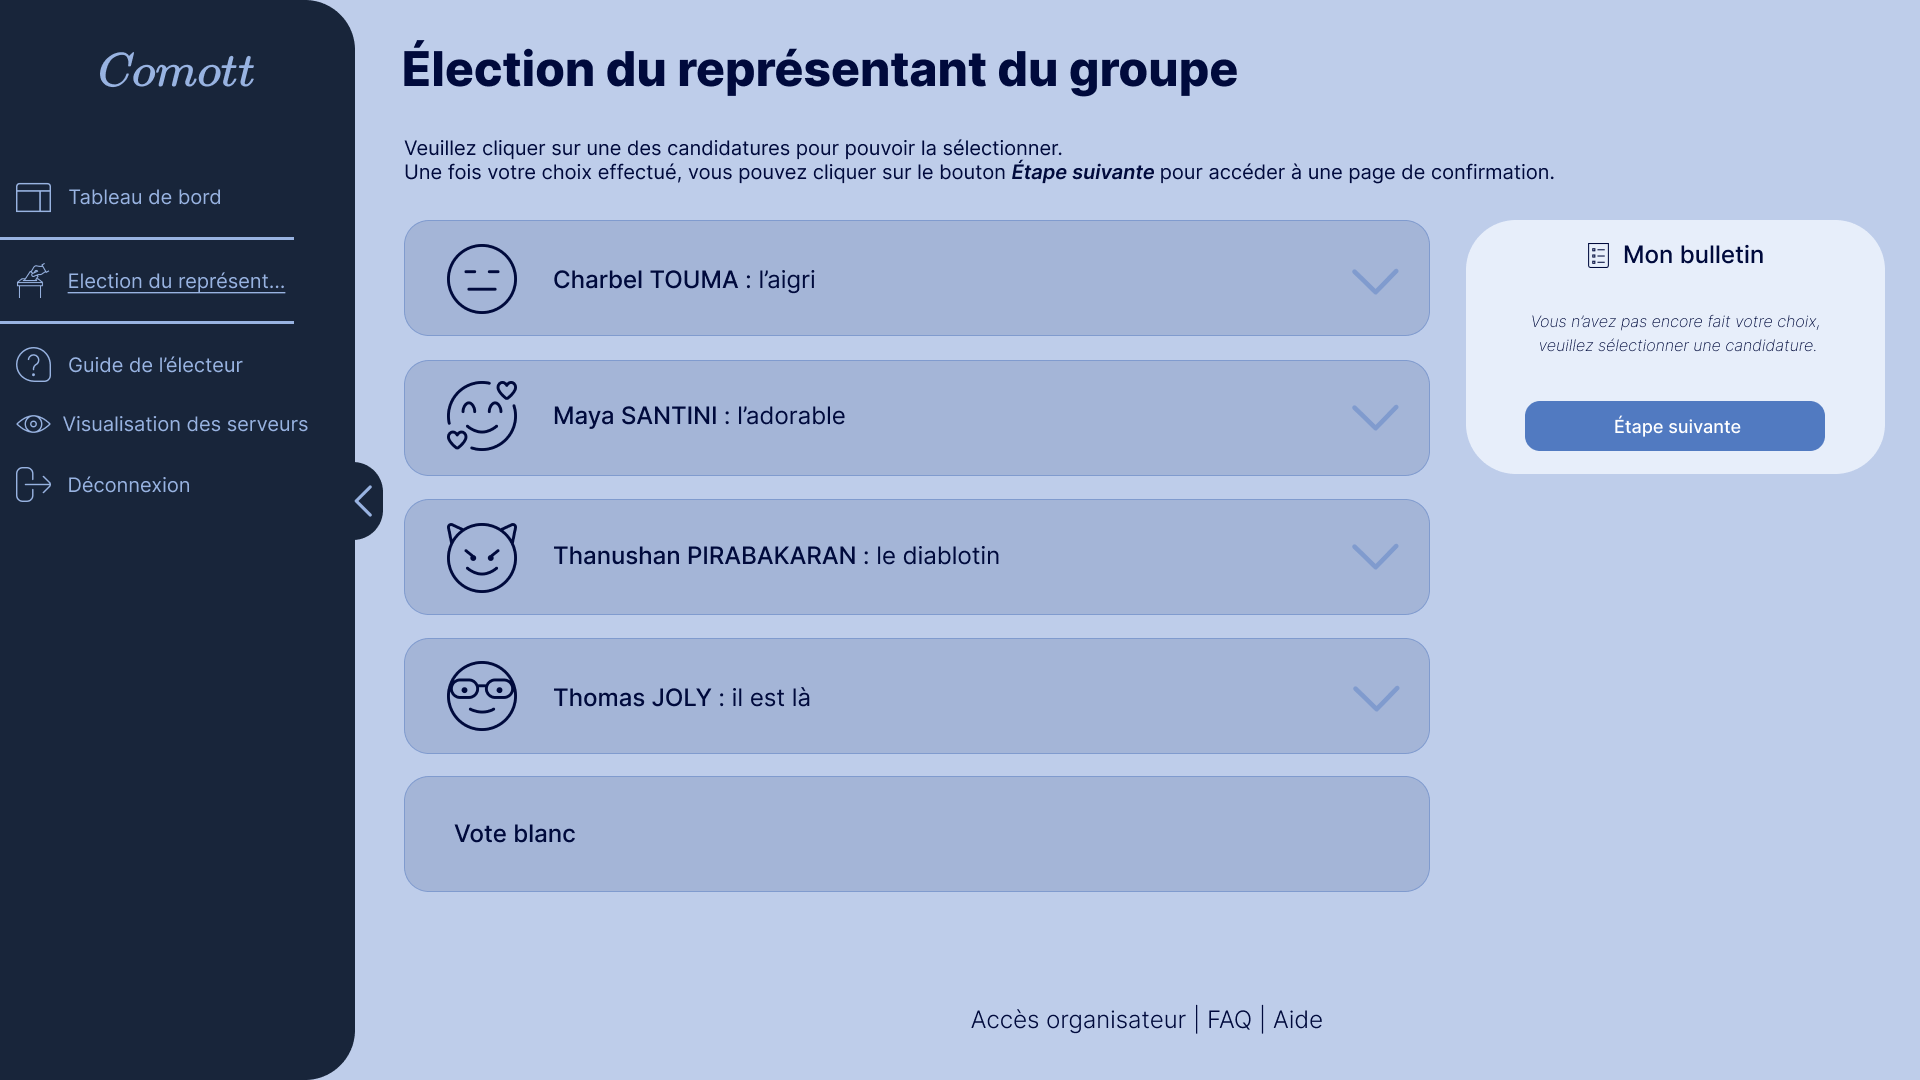 Comott
Tableau de bord
Election du représent...
Guide de l’électeur
Visualisation des serveurs
Déconnexion
Élection du représentant du groupe
Veuillez cliquer sur une des candidatures pour pouvoir la sélectionner.
Une fois votre choix effectué, vous pouvez cliquer sur le bouton Étape suivante pour accéder à une page de confirmation.
Charbel TOUMA : l’aigri
Maya SANTINI : l’adorable
Thanushan PIRABAKARAN : le diablotin
Thomas JOLY : il est là
Vote blanc
Mon bulletin
Vous n’avez pas encore fait votre choix,
veuillez sélectionner une candidature.
Étape suivante
Accès organisateur | FAQ | Aide